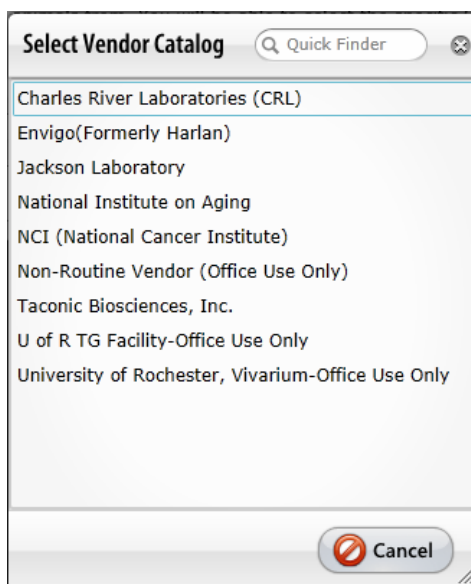 Select Vendor Catalog
Quick Finder
Charles River Laboratories (CRL)
Envigo(Formerly Harlan)
Jackson Laboratory
National Institute on Aging
NCI (National Cancer Institute)
Non-Routine Vendor (Office Use Only)
Taconic Biosciences, Inc.
U of R TG Facility-Office Use Only
University of Rochester, Vivarium-Office Use Only
Cancel